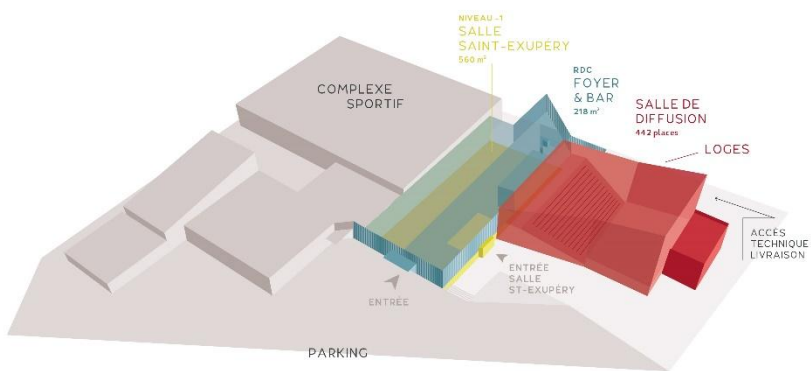 NIVEAU -1
SALLE
SAINT-EXUPÉRY
560 m²
RDC
FOYER
& BAR
218 m²
SALLE DE
DIFFUSION
442 places
LOGES
COMPLEXE
SPORTIF
ACCÈS
TECHNIQUE
LIVRAISON
ENTRÉE
SALLE
ST-EXUPÉRY
ENTRÉE
PARKING